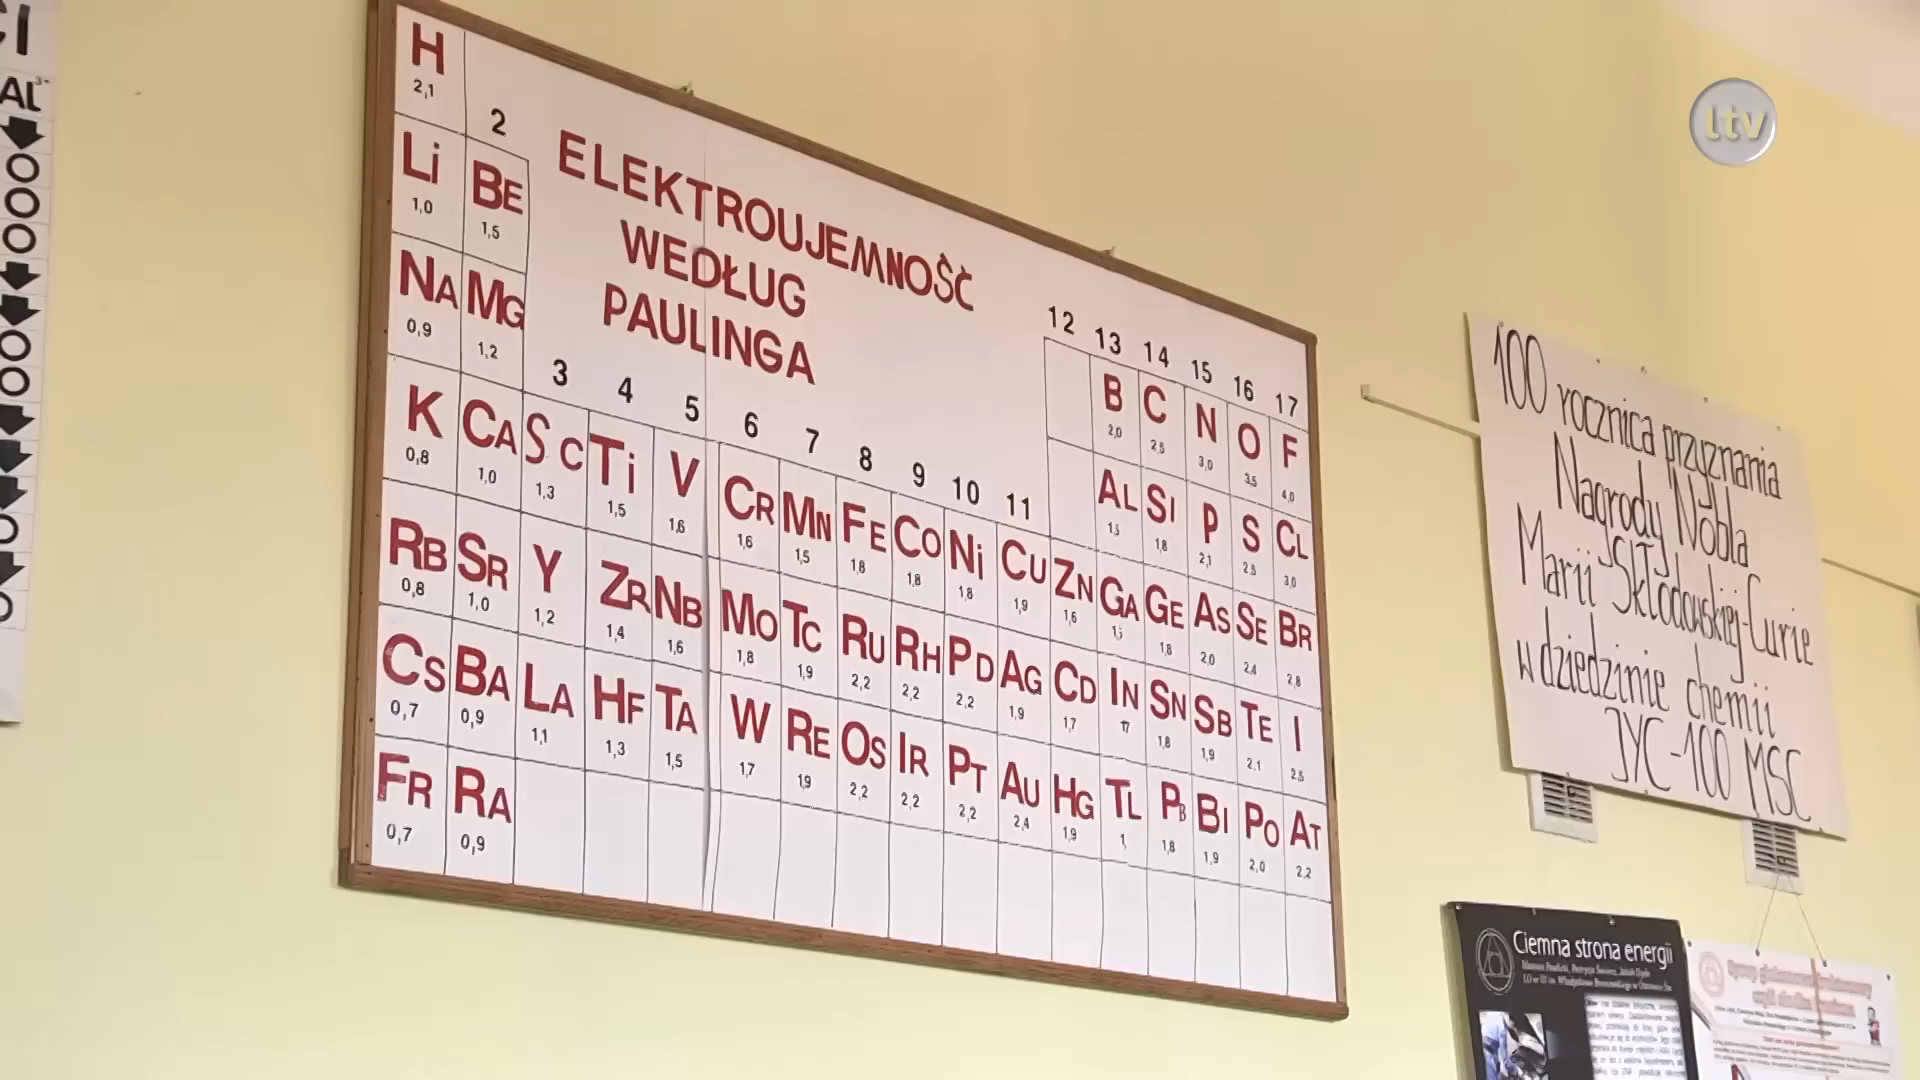 CI
AL³⁻
H
2,1
2
ELEKTROUJEMNOŚĆ
WEDŁUG
PAULINGA
Li BE
1,0 1,5
NA MG
0,9 1,2
3 4 5 6 7 8 9 10 11 12 13 14 15 16 17
B C N O F
2,0 2,5 3,0 3,5 4,0
AL SI P S CL
1,5 1,8 2,1 2,5 3,0
K CA SC Ti V CR MN FE CO Ni CU ZN GA GE AS SE BR
0,8 1,0 1,3 1,5 1,6 1,6 1,5 1,8 1,8 1,8 1,9 1,6 1,8 2,0 2,4 2,8
RB SR Y ZR NB MO TC RU RH PD AG CD IN SN SB TE I
0,8 1,0 1,2 1,4 1,6 1,8 1,9 2,2 2,2 2,2 1,9 1,7 1,7 1,8 1,9 2,1 2,5
CS BA LA HF TA W RE OS IR PT AU HG TL PB BI PO AT
0,7 0,9 1,1 1,3 1,5 1,7 1,9 2,2 2,2 2,2 2,4 1,9 1, 1,8 1,9 2,0 2,2
FR RA
0,7 0,9
ltv
100 rocznica przyznania
Nagrody Nobla
Marii Skłodowskiej-Curie
w dziedzinie chemii
JYC-100 MSC
Ciemna strona energii